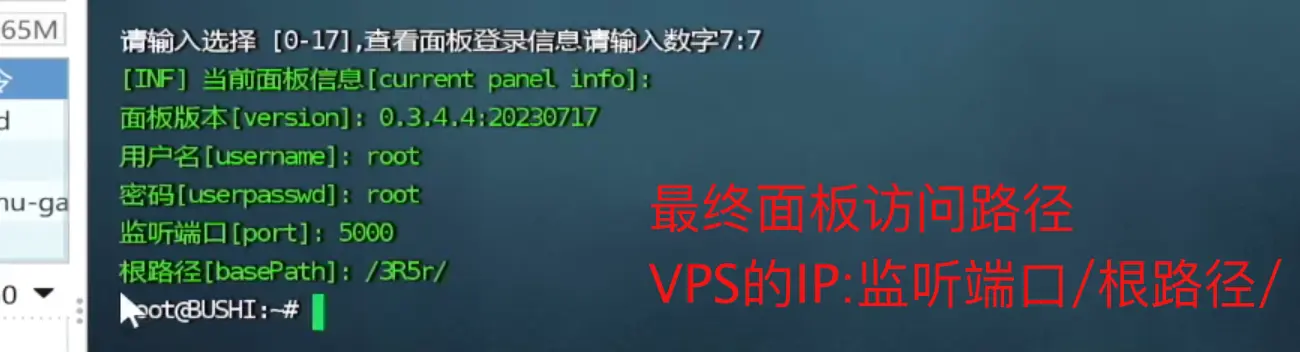 65M
令
d
nu-ga
0
请输入选择 [0-17],查看面板登录信息请输入数字7:7
[INF] 当前面板信息[current panel info]:
面板版本[version]: 0.3.4.4:20230717
用户名[username]: root
密码[userpasswd]: root
监听端口[port]: 5000
根路径[basePath]: /3R5r/
root@BUSHI:~#
最终面板访问路径
VPS的IP:监听端口/根路径/